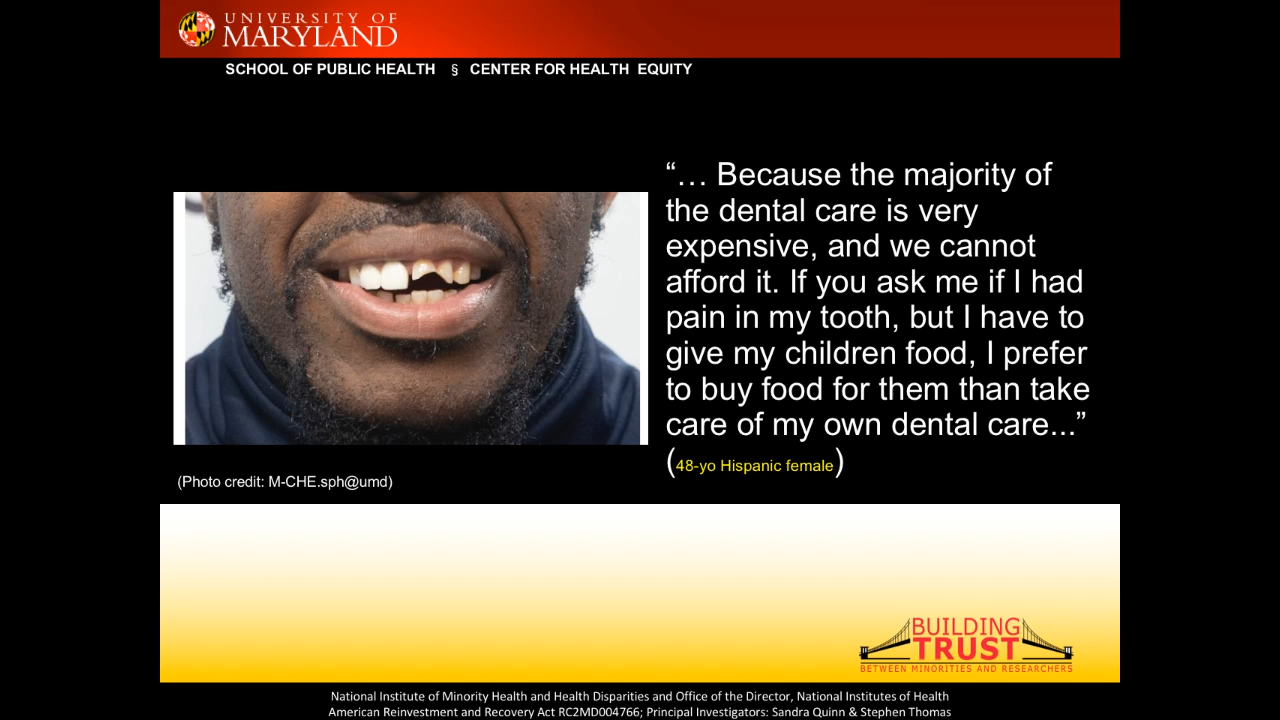 UNIVERSITY OF
MARYLAND
SCHOOL OF PUBLIC HEALTH § CENTER FOR HEALTH EQUITY
“… Because the majority of
the dental care is very
expensive, and we cannot
afford it. If you ask me if I had
pain in my tooth, but I have to
give my children food, I prefer
to buy food for them than take
care of my own dental care...”
(48-yo Hispanic female)
(Photo credit: M-CHE.sph@umd)
BUILDING
TRUST
BETWEEN MINORITIES AND RESEARCHERS
National Institute of Minority Health and Health Disparities and Office of the Director, National Institutes of Health
American Reinvestment and Recovery Act RC2MD004766; Principal Investigators: Sandra Quinn & Stephen Thomas